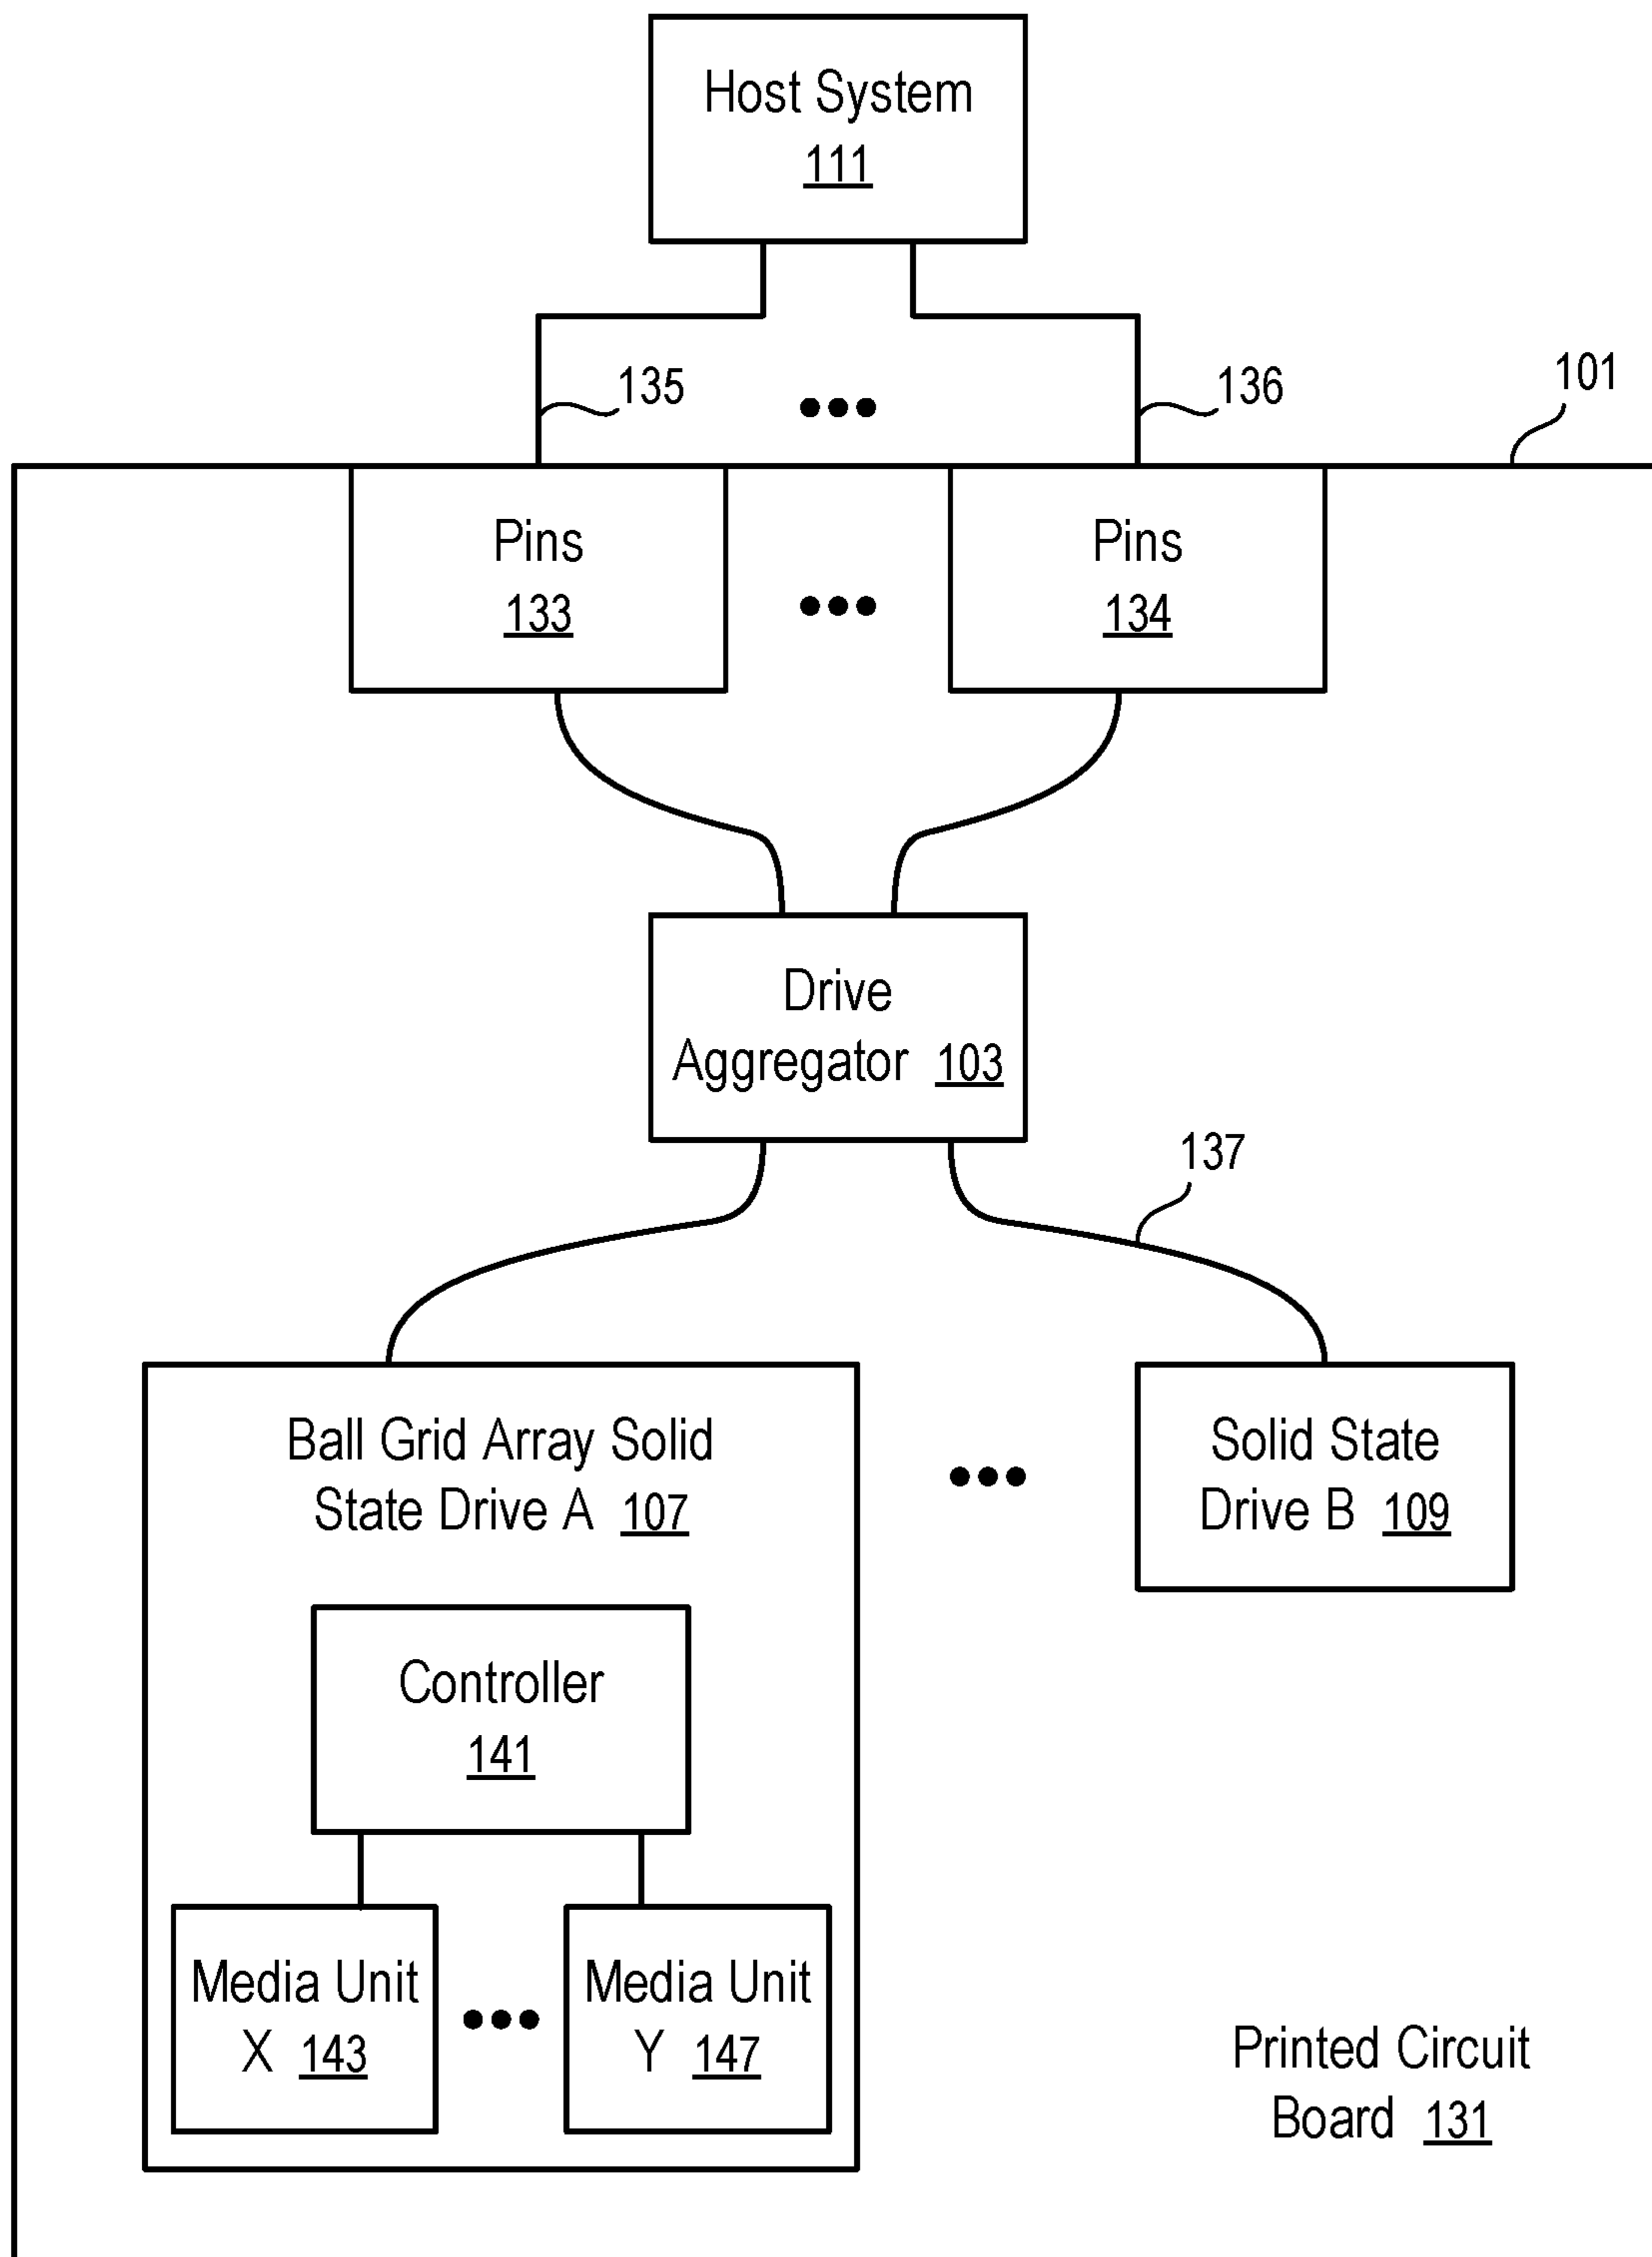 Host System
111
135
136
101
Pins
133
Pins
134
Drive
Aggregator 103
137
Ball Grid Array Solid
State Drive A 107
Solid State
Drive B 109
Controller
141
Media Unit
X 143
Media Unit
Y 147
Printed Circuit
Board 131